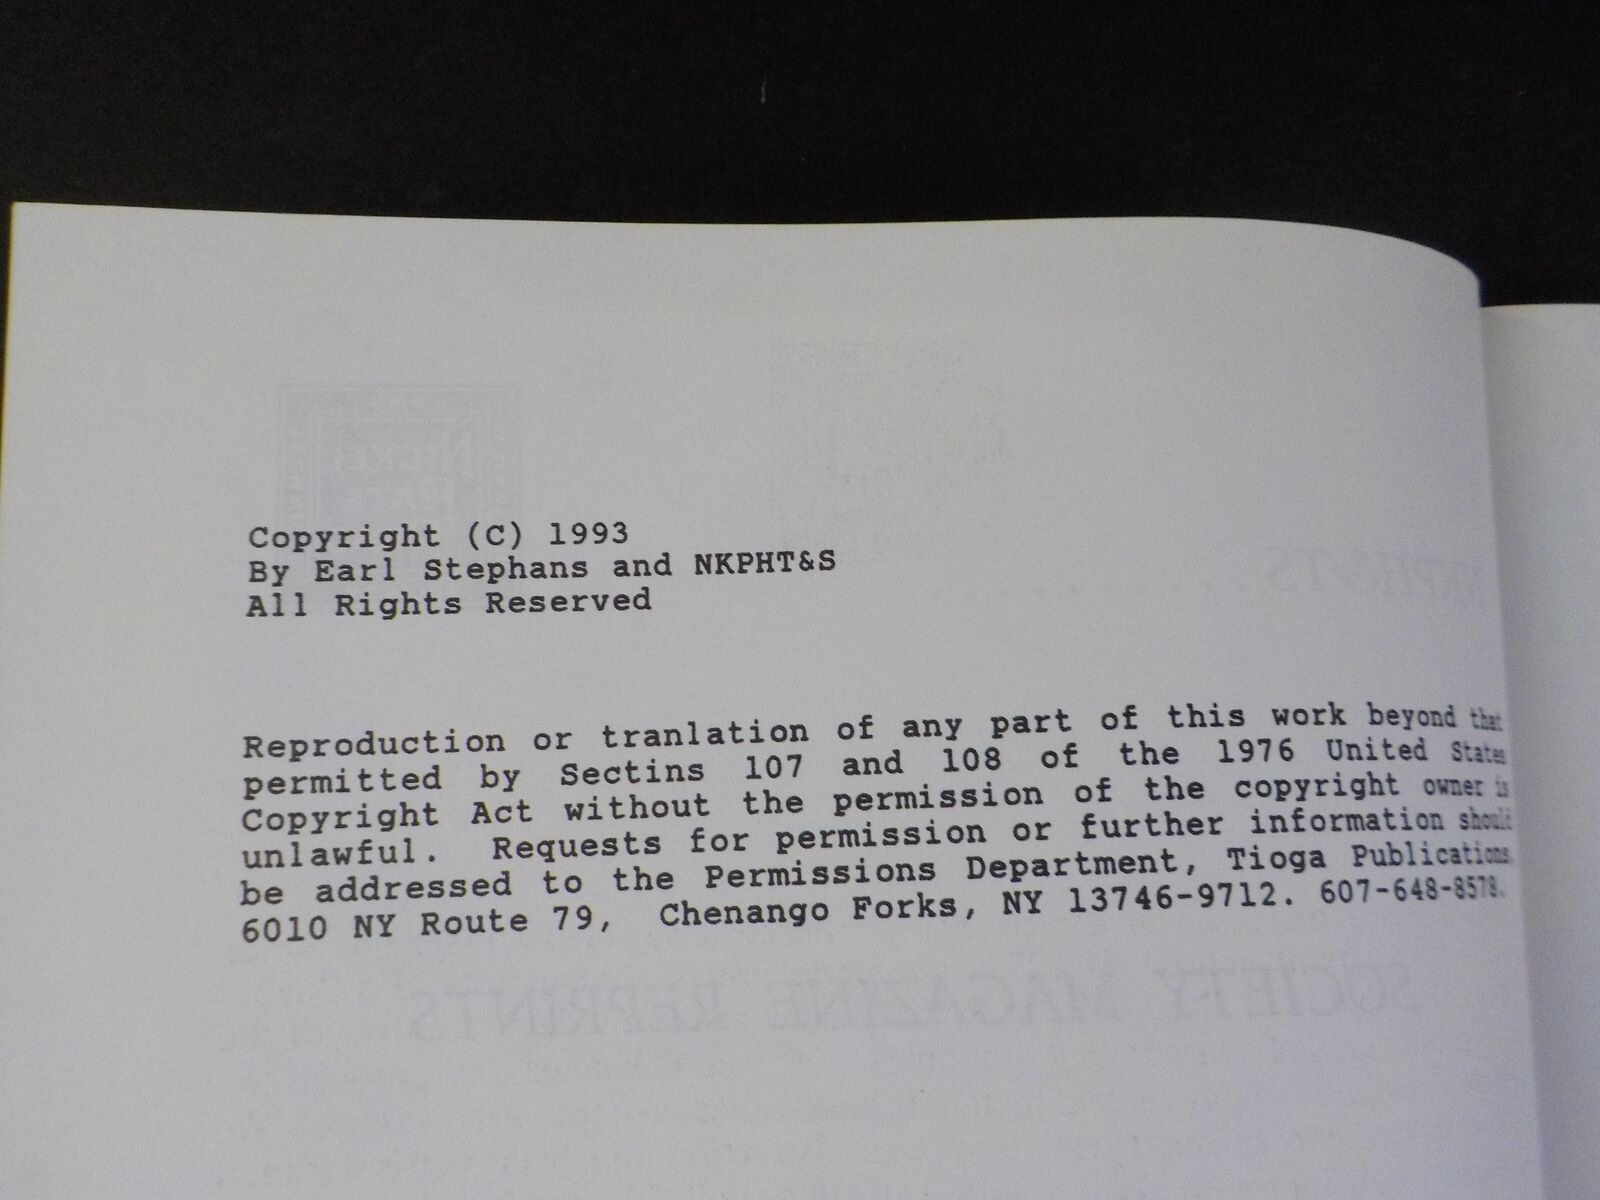 Copyright (C) 1993
By Earl Stephans and NKPHT&S
All Rights Reserved
Reproduction or tranlation of any part of this work beyond that
permitted by Sectins 107 and 108 of the 1976 United States
Copyright Act without the permission of the copyright owner is
unlawful. Requests for permission or further information should
be addressed to the Permissions Department, Tioga Publications,
6010 NY Route 79, Chenango Forks, NY 13746-9712. 607-648-8578.
SOCIETY MAGAZINE REPRINTS